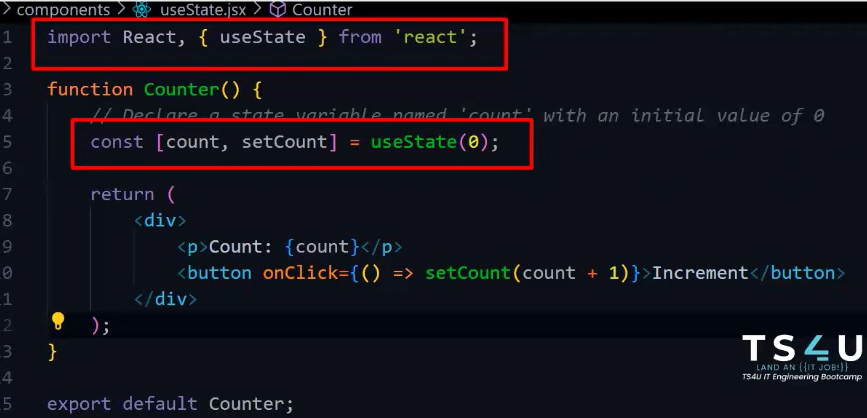 components > useState.jsx > Counter
1 import React, { useState } from 'react';
2
3 function Counter() {
4 // Declare a state variable named 'count' with an initial value of 0
5 const [count, setCount] = useState(0);
6
7 return (
8 <div>
9 <p>Count: {count}</p>
0 <button onClick={() => setCount(count + 1)}>Increment</button>
1 </div>
2 );
3 }
4
5 export default Counter;
TS4U
LAND AN {{IT JOB!}}
TS4U IT Engineering Bootcamp